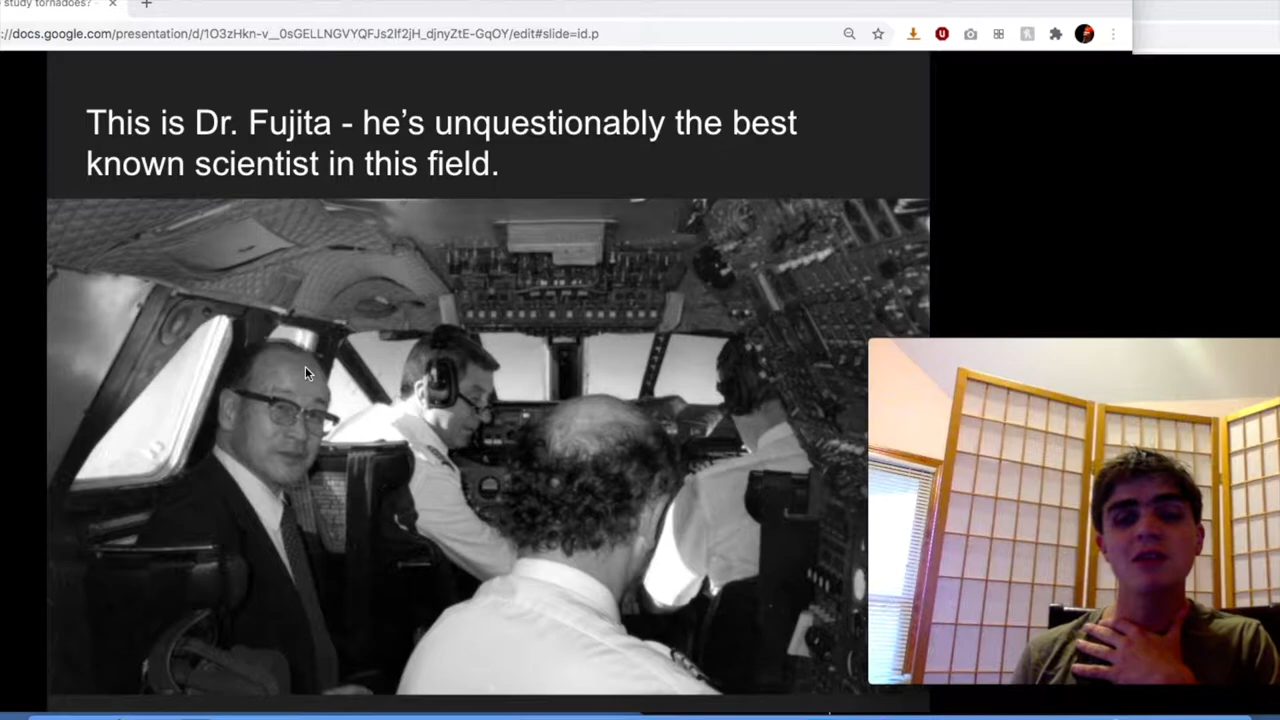 study tornadoes? -
://docs.google.com/presentation/d/1O3zHkn-v__0sGELLNGVYQFJs2If2jH_djnyZtE-GqOY/edit#slide=id.p
This is Dr. Fujita - he's unquestionably the best
known scientist in this field.